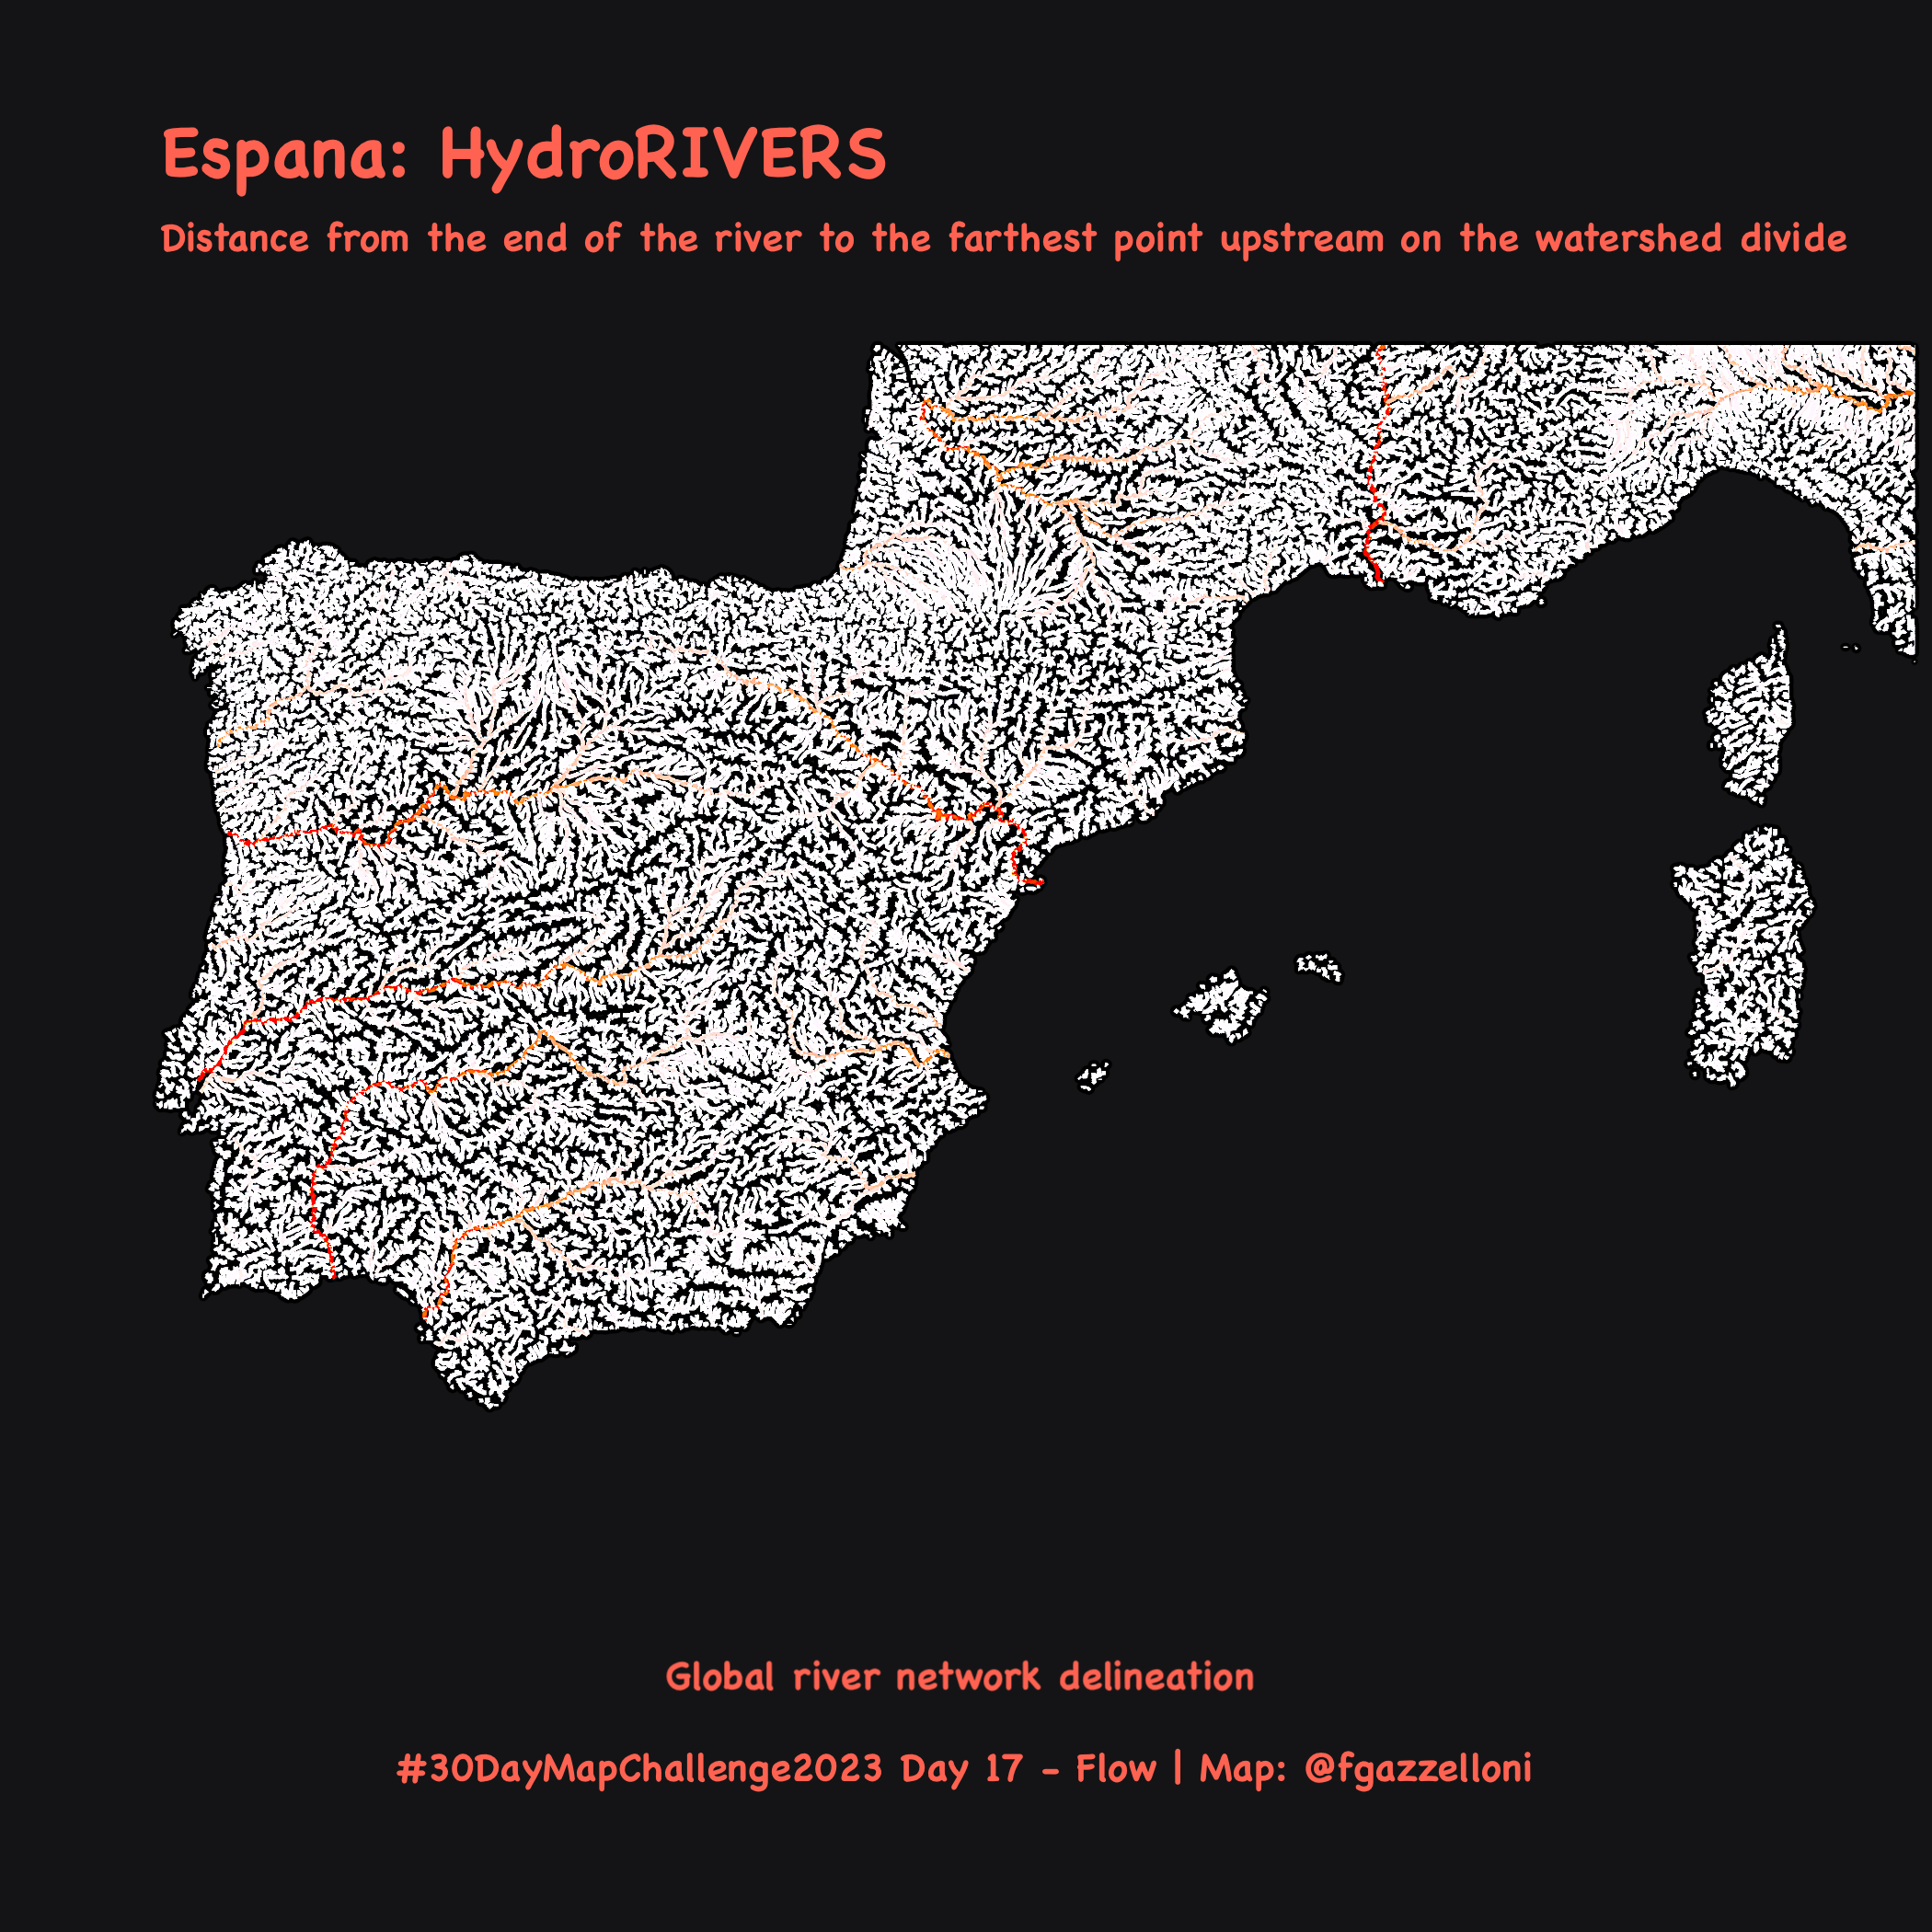 Espana: HydroRIVERS
Distance from the end of the river to the farthest point upstream on the watershed divide
Global river network delineation
#30DayMapChallenge2023 Day 17 - Flow | Map: @fgazzelloni